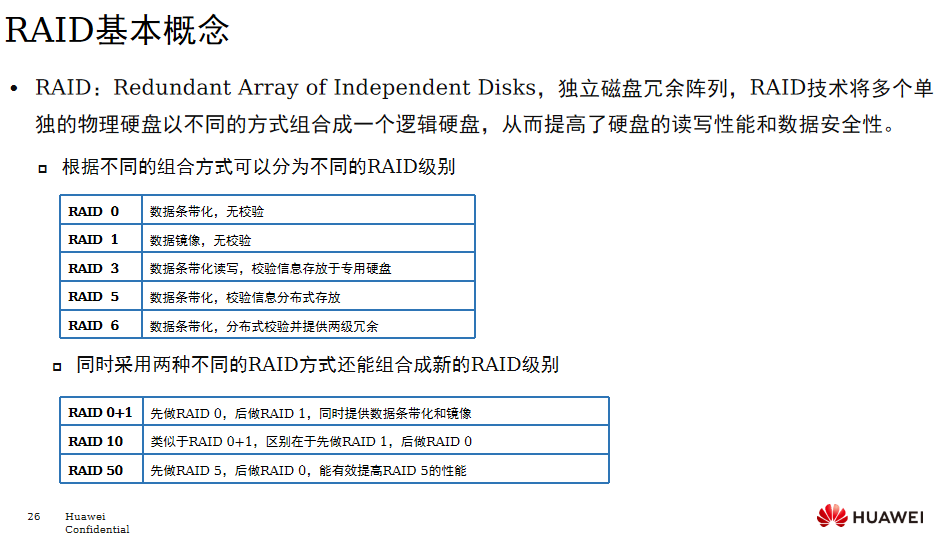 RAID基本概念
• RAID：Redundant Array of Independent Disks，独立磁盘冗余阵列，RAID技术将多个单
独的物理硬盘以不同的方式组合成一个逻辑硬盘，从而提高了硬盘的读写性能和数据安全性。
根据不同的组合方式可以分为不同的RAID级别
RAID 0 数据条带化，无校验
RAID 1 数据镜像，无校验
RAID 3 数据条带化读写，校验信息存放于专用硬盘
RAID 5 数据条带化，校验信息分布式存放
RAID 6 数据条带化，分布式校验并提供两级冗余
同时采用两种不同的RAID方式还能组合成新的RAID级别
RAID 0+1 先做RAID 0，后做RAID 1，同时提供数据条带化和镜像
RAID 10 类似于RAID 0+1，区别在于先做RAID 1，后做RAID 0
RAID 50 先做RAID 5，后做RAID 0，能有效提高RAID 5的性能
26 Huawei
Confidential
HUAWEI